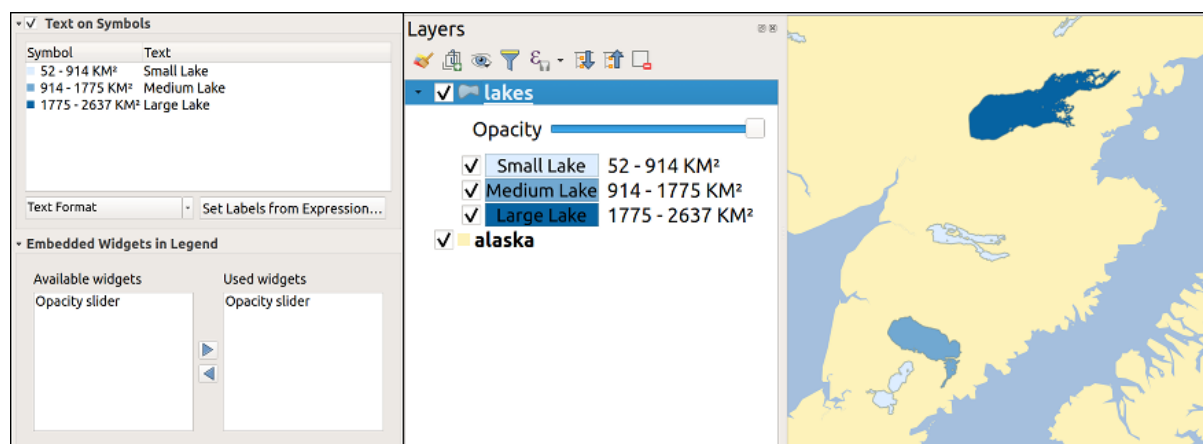 Text on Symbols
Symbol Text
52 - 914 KM² Small Lake
914 - 1775 KM² Medium Lake
1775 - 2637 KM² Large Lake
Text Format
Set Labels from Expression...
Embedded Widgets in Legend
Available widgets Used widgets
Opacity slider Opacity slider
Layers
lakes
Opacity
Small Lake 52 - 914 KM²
Medium Lake 914 - 1775 KM²
Large Lake 1775 - 2637 KM²
alaska